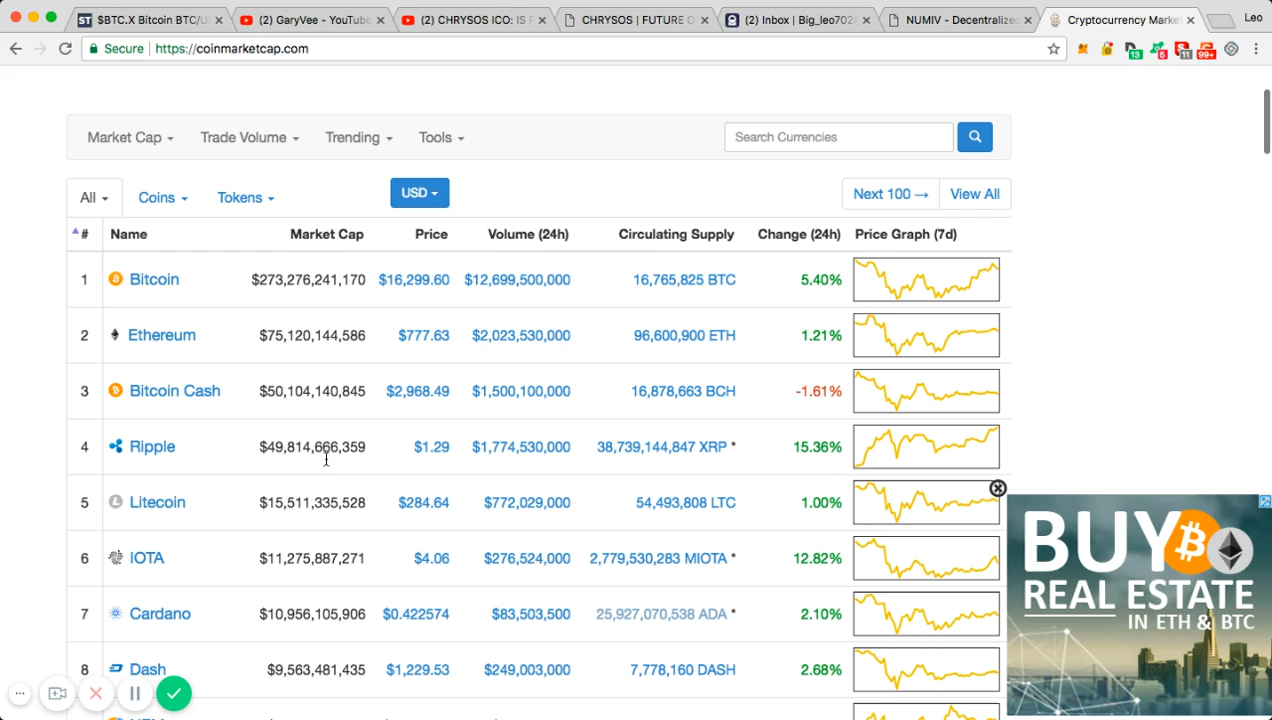 $BTC.X Bitcoin BTC/U
(2) GaryVee - YouTube
(2) CHRYSOS ICO: IS F
CHRYSOS | FUTURE O
(2) Inbox | Big_leo702
NUMIV - Decentralized
Cryptocurrency Marke
Leo
Secure https://coinmarketcap.com
13 5 11 99+
Market Cap Trade Volume Trending Tools Search Currencies
All Coins Tokens USD Next 100 → View All
# Name Market Cap Price Volume (24h) Circulating Supply Change (24h) Price Graph (7d)
1 Bitcoin $273,276,241,170 $16,299.60 $12,699,500,000 16,765,825 BTC 5.40%
2 Ethereum $75,120,144,586 $777.63 $2,023,530,000 96,600,900 ETH 1.21%
3 Bitcoin Cash $50,104,140,845 $2,968.49 $1,500,100,000 16,878,663 BCH -1.61%
4 Ripple $49,814,666,359 $1.29 $1,774,530,000 38,739,144,847 XRP * 15.36%
5 Litecoin $15,511,335,528 $284.64 $772,029,000 54,493,808 LTC 1.00%
6 IOTA $11,275,887,271 $4.06 $276,524,000 2,779,530,283 MIOTA * 12.82%
7 Cardano $10,956,105,906 $0.422574 $83,503,500 25,927,070,538 ADA * 2.10%
8 Dash $9,563,481,435 $1,229.53 $249,003,000 7,778,160 DASH 2.68%
BUY
REAL ESTATE
IN ETH & BTC